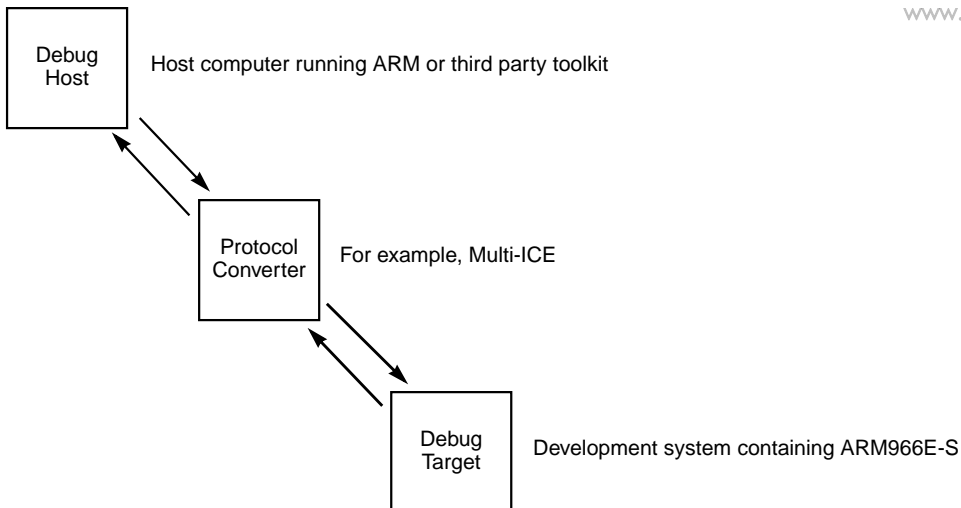 www.
Debug
Host
Host computer running ARM or third party toolkit
Protocol
Converter
For example, Multi-ICE
Debug
Target
Development system containing ARM966E-S